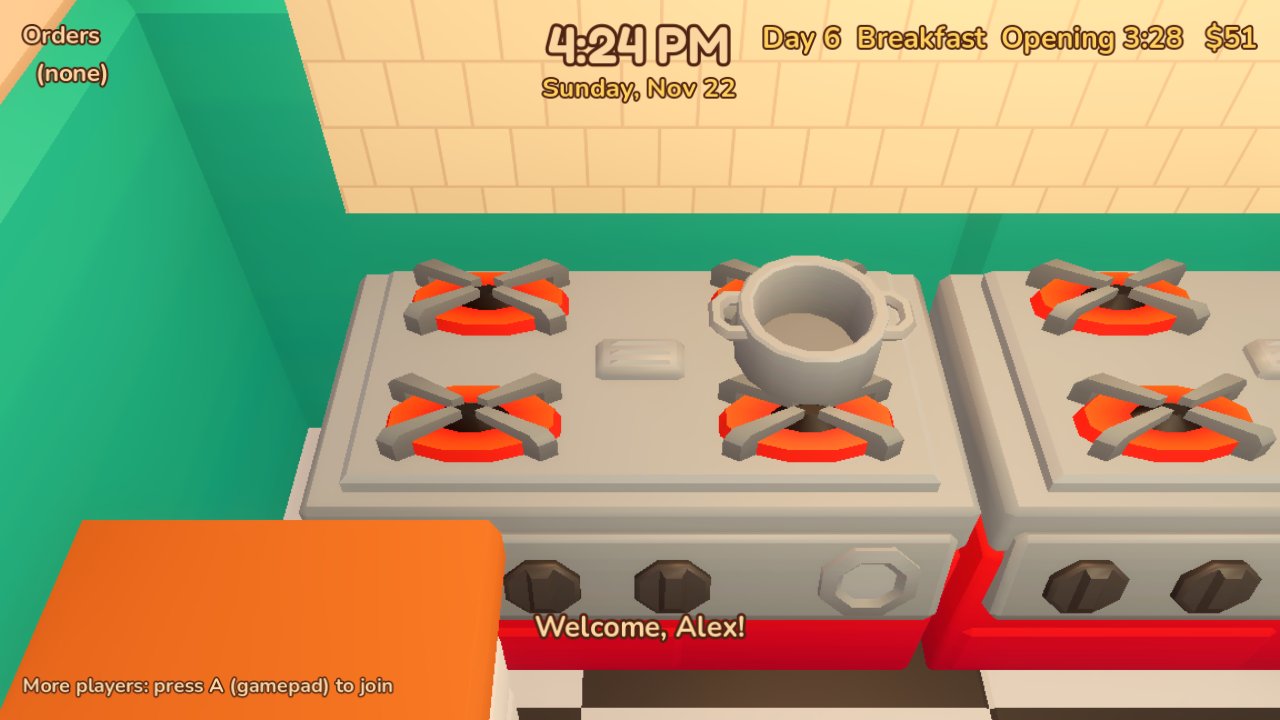 Orders
(none)
4:24 PM
Sunday, Nov 22
Day 6 Breakfast Opening 3:28 $51
Welcome, Alex!
More players: press A (gamepad) to join